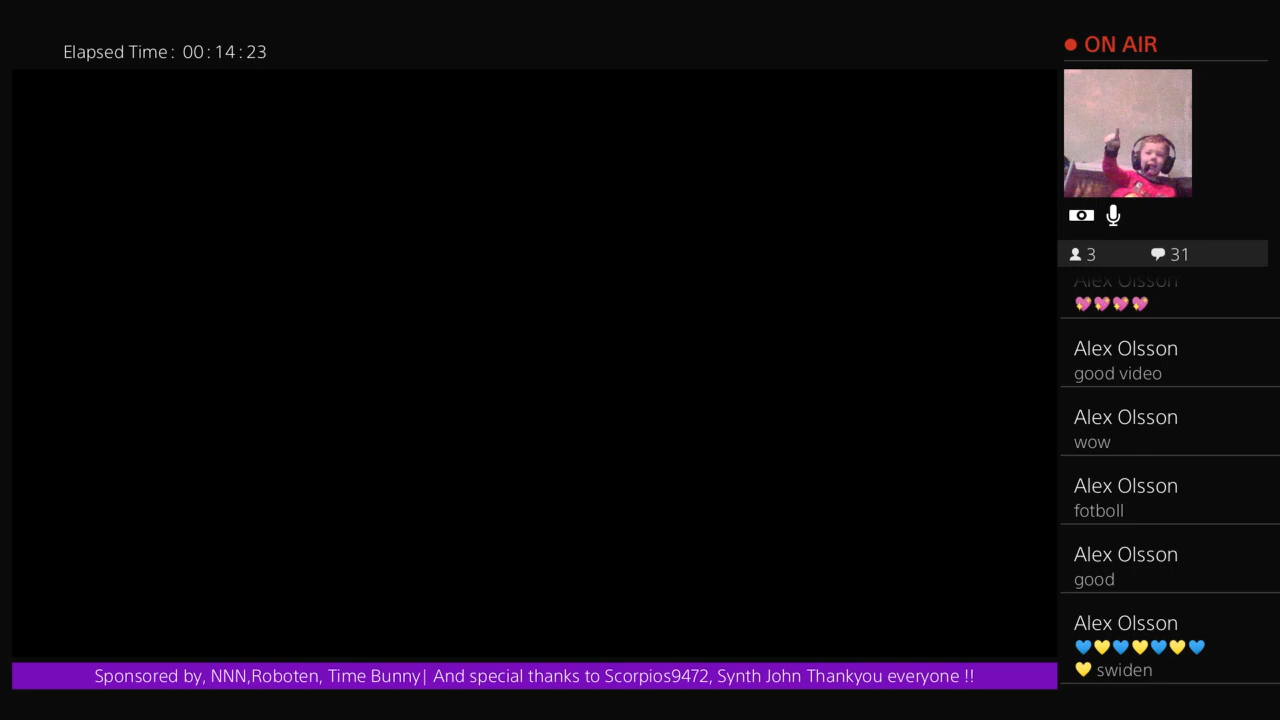 Elapsed Time: 00:14:23
ON AIR
3 31
Alex Olsson
💖💖💖💖
Alex Olsson
good video
Alex Olsson
wow
Alex Olsson
fotboll
Alex Olsson
good
Alex Olsson
💙💛💙💛💙💛💙
💛 swiden
Sponsored by, NNN,Roboten, Time Bunny| And special thanks to Scorpios9472, Synth John Thankyou everyone !!